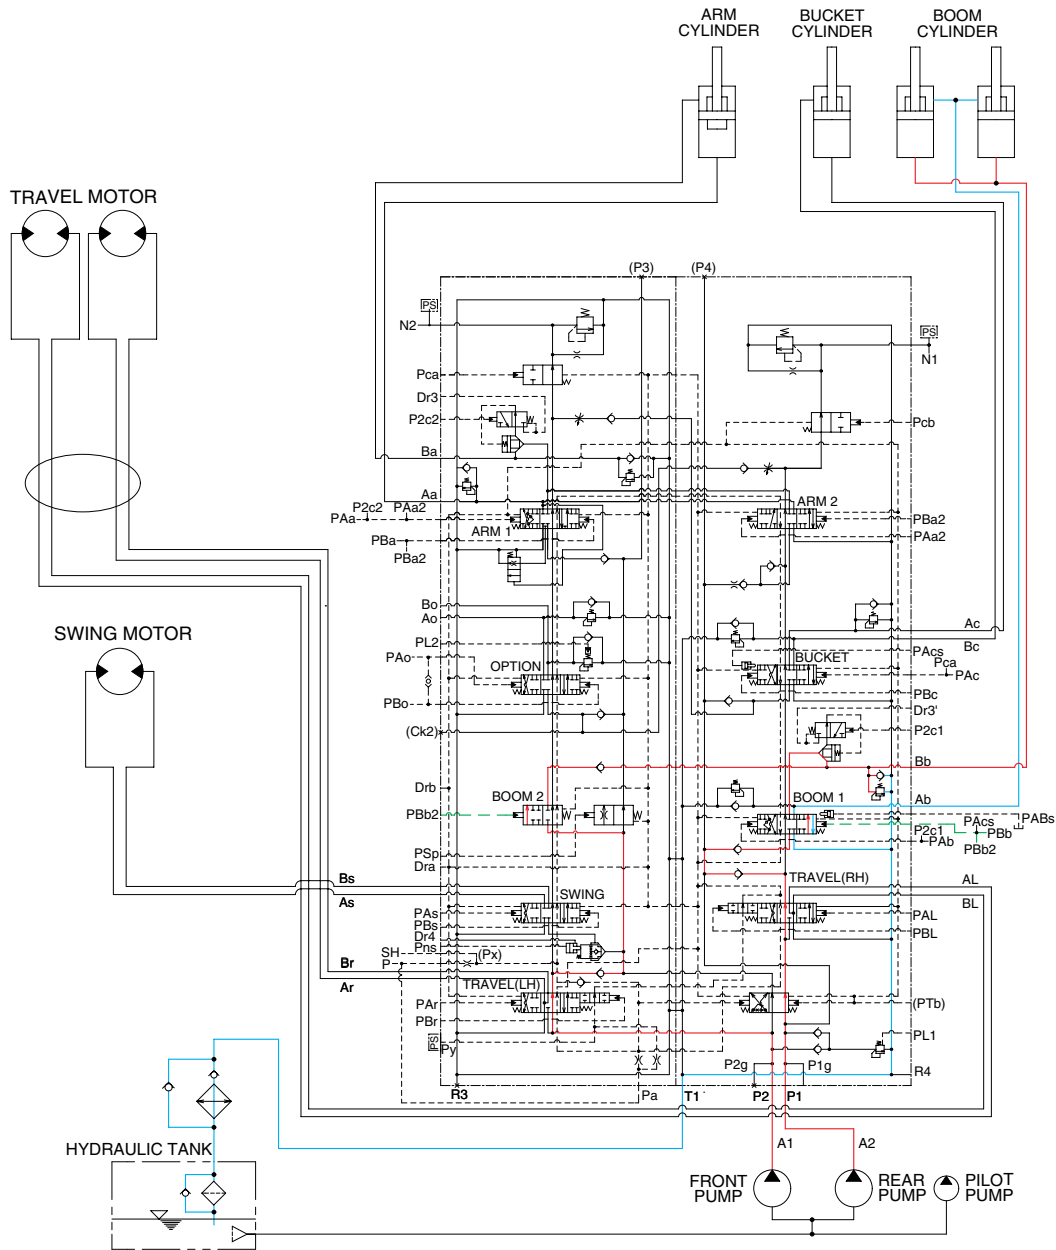 ARM
CYLINDER
BUCKET
CYLINDER
BOOM
CYLINDER
TRAVEL MOTOR
(P3)
(P4)
PS
N2
PS
N1
Pca
Dr3
P2c2
Pcb
Ba
Aa
P2c2
PAa2
PAa
ARM 1
ARM 2
PBa2
PAa2
PBa
PBa2
Bo
Ao
PL2
PAo
OPTION
PBo
(Ck2)
Ac
Bc
PAcs
BUCKET
Pca
PAc
PBc
Dr3'
P2c1
Bb
SWING MOTOR
Drb
BOOM 2
BOOM 1
Ab
PBb2
PABs
PAcs
P2c1
PBb
PAb
PBb2
PSp
Dra
TRAVEL(RH)
AL
BL
Bs
As
SWING
PAs
PBs
Dr4
Pns
PAL
PBL
SH
P
(Px)
Br
Ar
TRAVEL(LH)
PAr
PBr
(PTb)
PS
Py
PL1
P2g
P1g
R4
R3
Pa
T1
P2
P1
A1
A2
HYDRAULIC TANK
FRONT
PUMP
REAR
PUMP
PILOT
PUMP